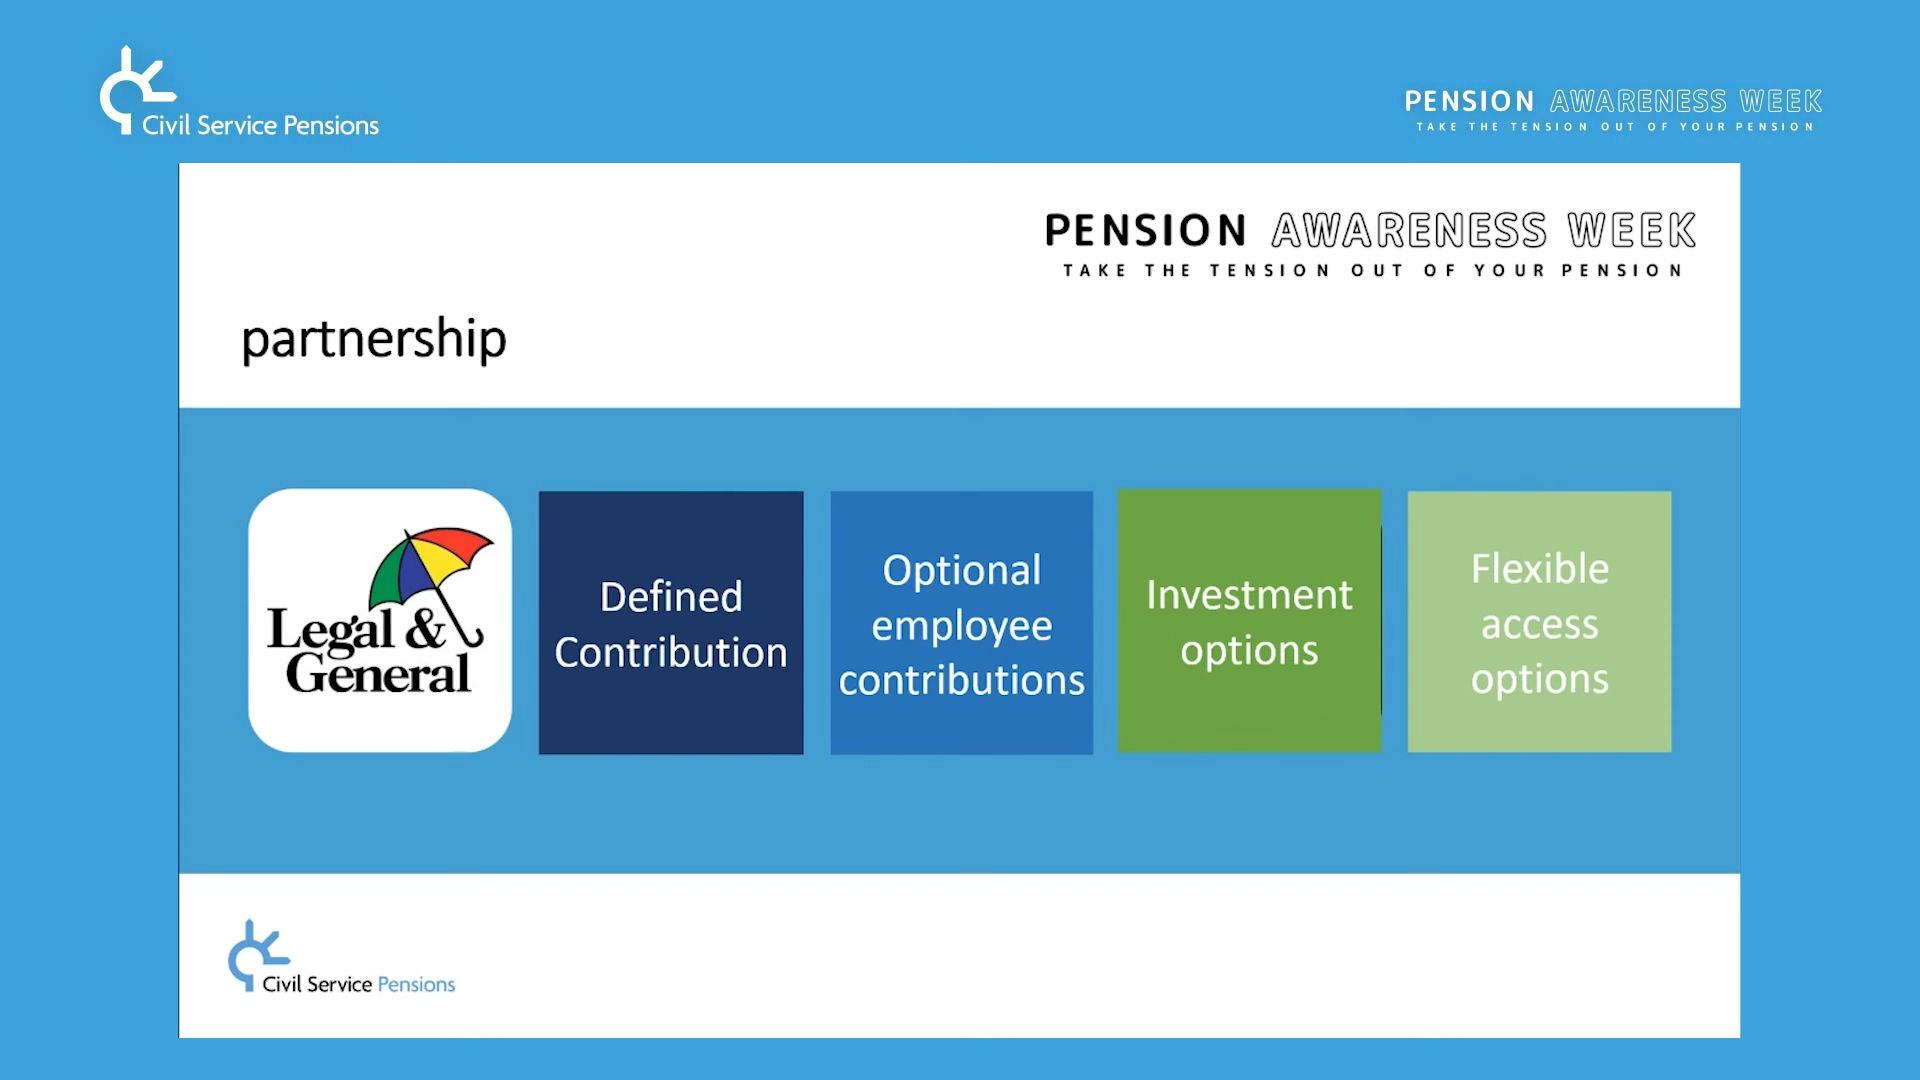 Civil Service Pensions
PENSION AWARENESS WEEK
TAKE THE TENSION OUT OF YOUR PENSION
PENSION AWARENESS WEEK
TAKE THE TENSION OUT OF YOUR PENSION
partnership
Legal &
General
Defined
Contribution
Optional
employee
contributions
Investment
options
Flexible
access
options
Civil Service Pensions